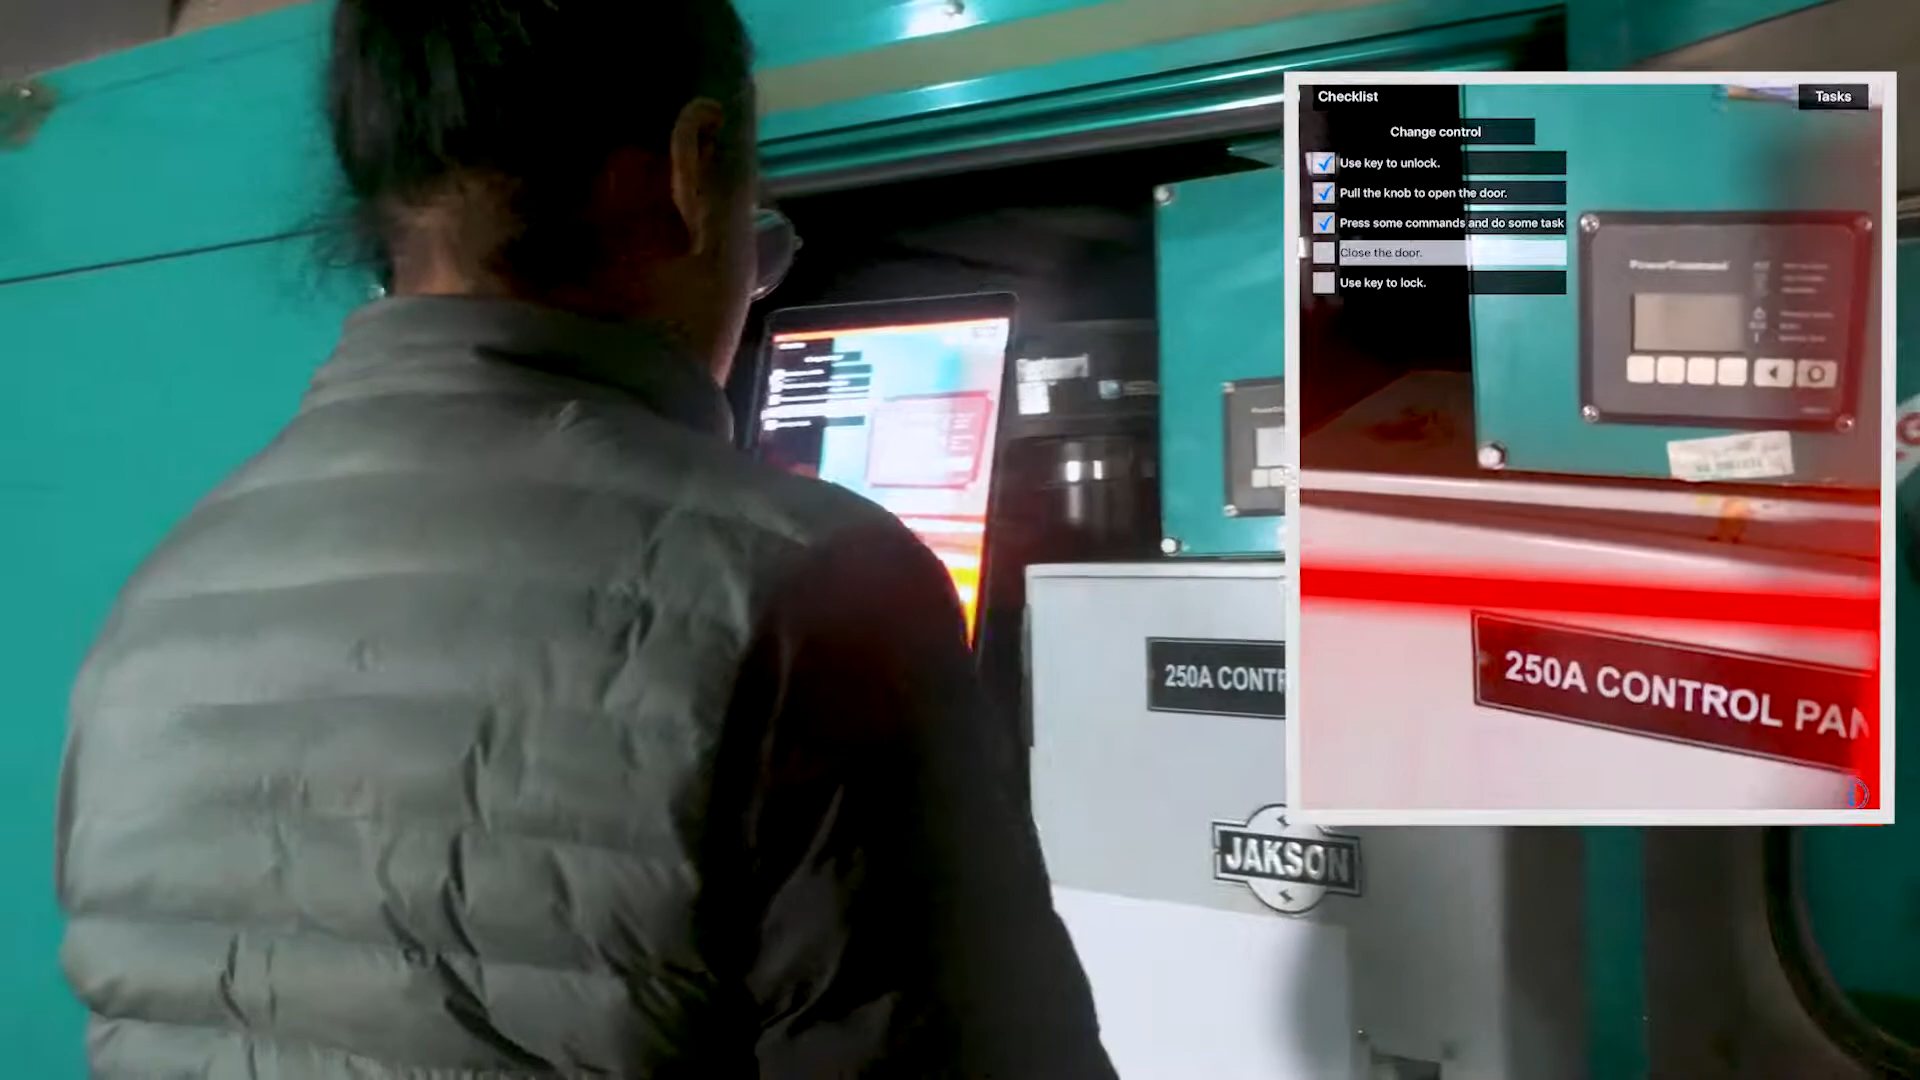 Checklist
Tasks
Change control
Use key to unlock.
Pull the knob to open the door.
Press some commands and do some task
Close the door.
Use key to lock.
PowerCommand
250A CONTROL PAN
250A CONTR
JAKSON